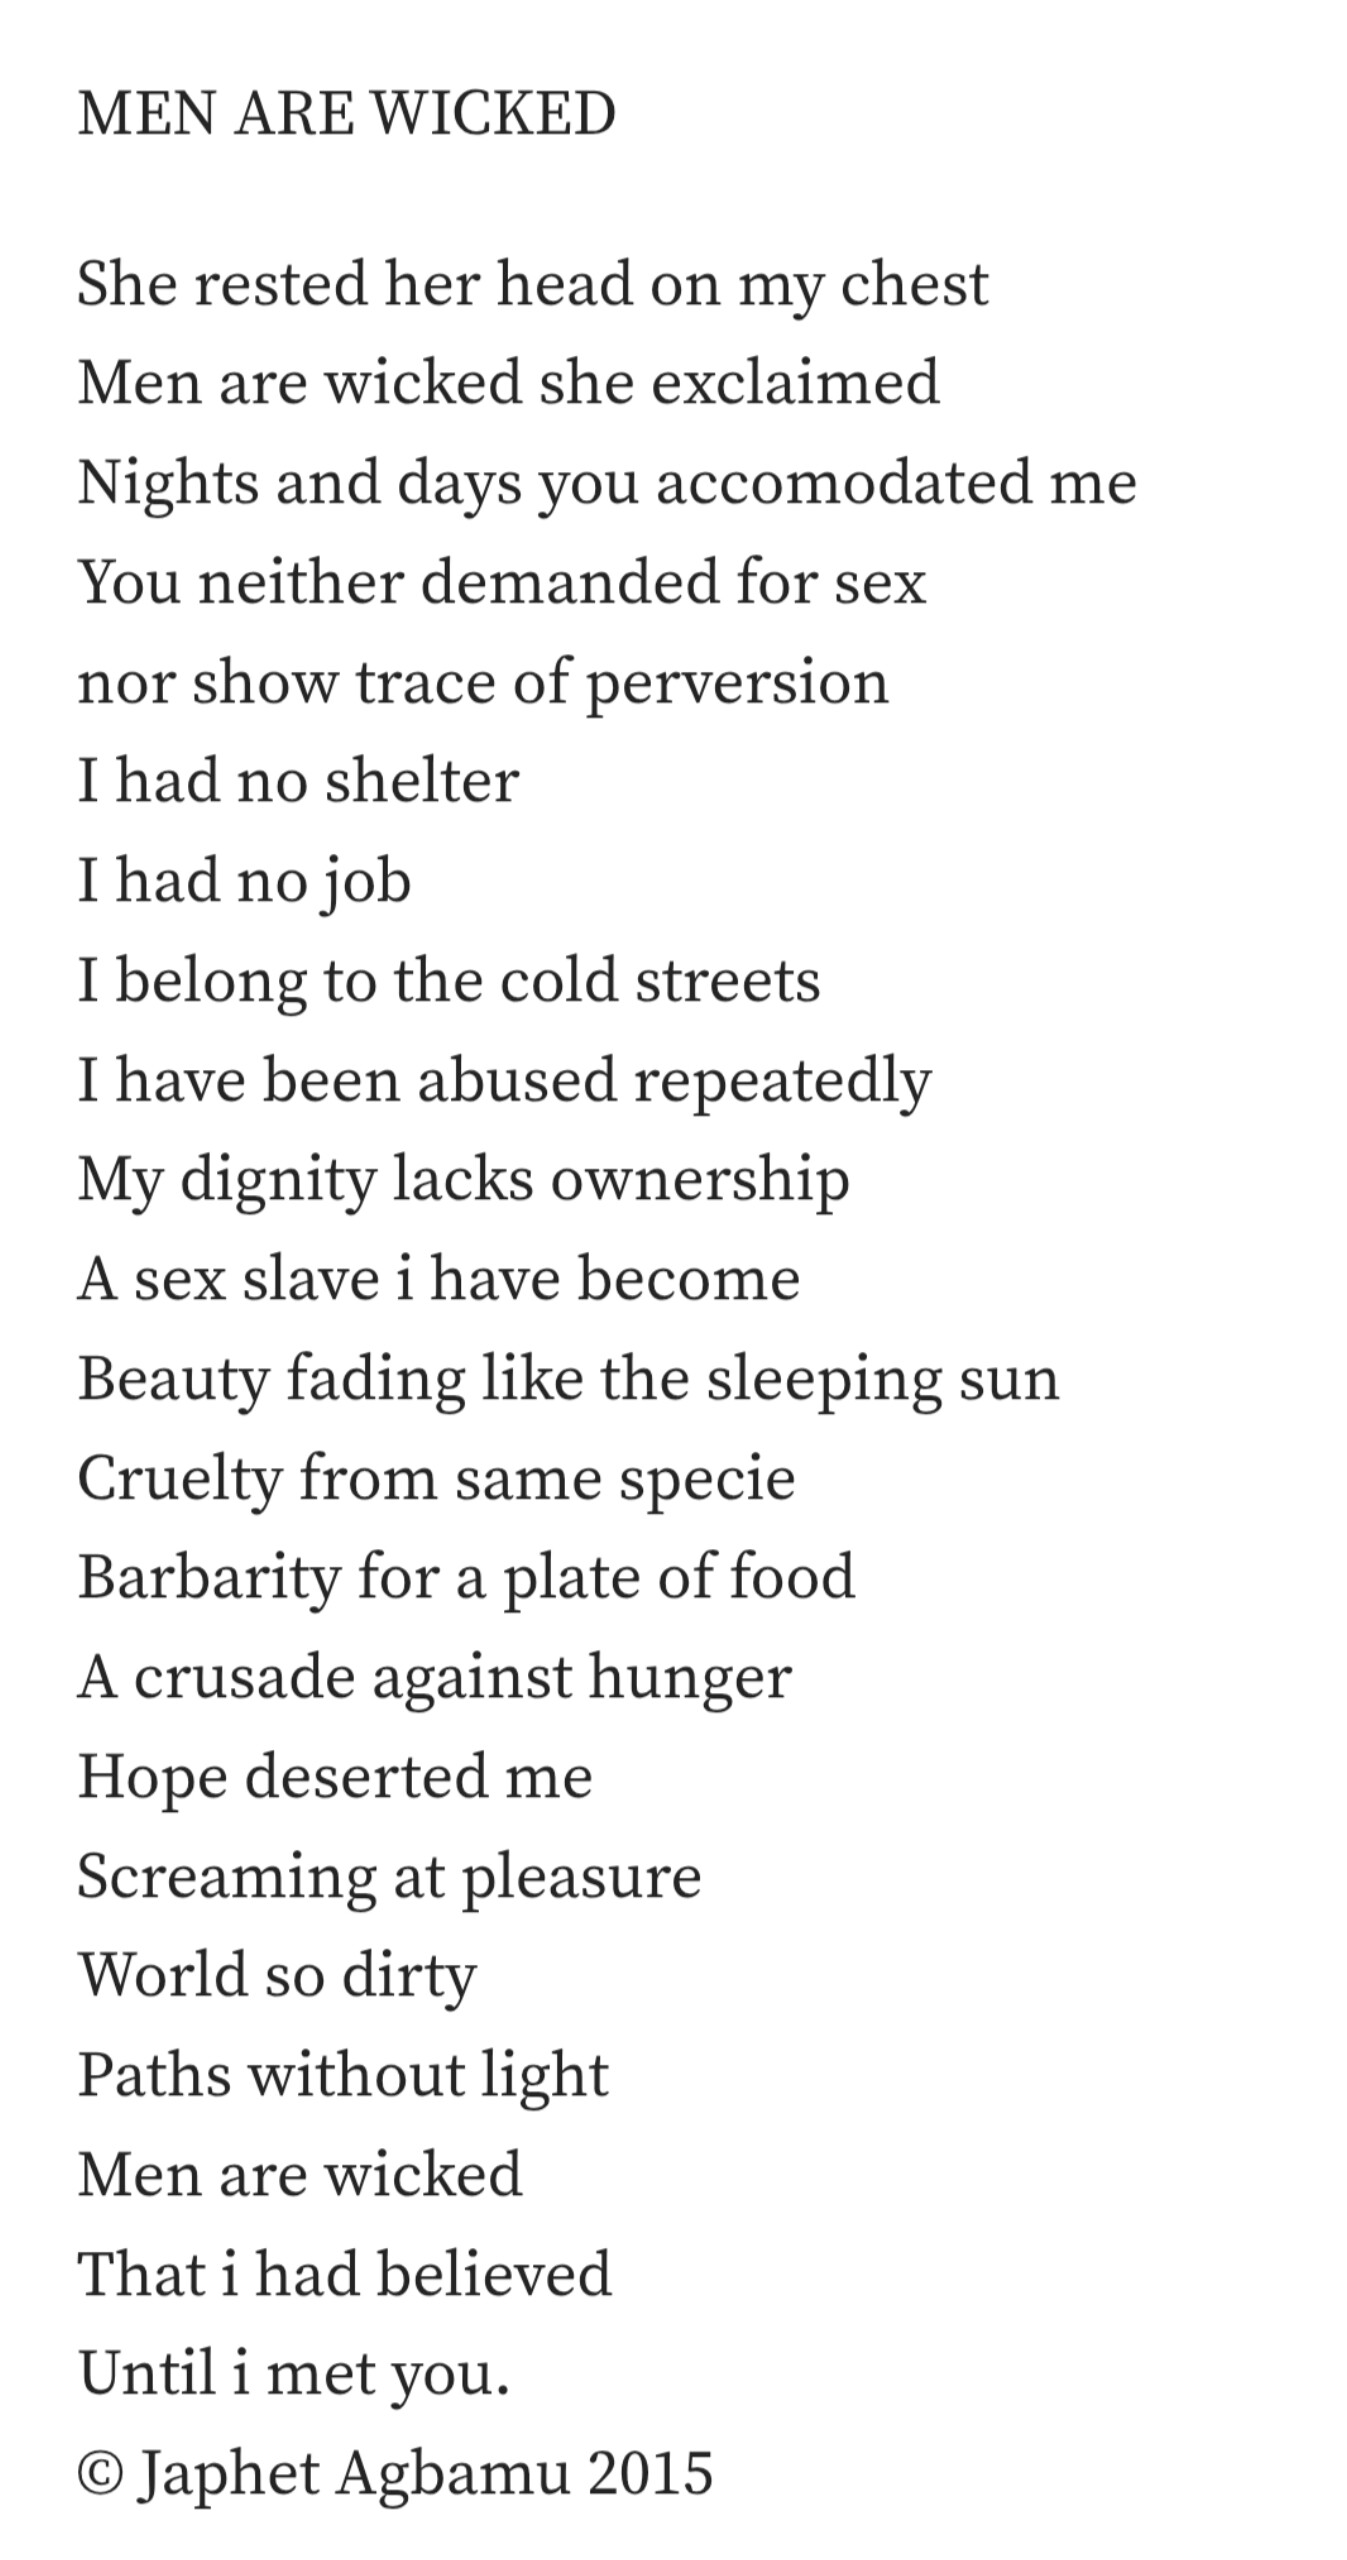 MEN ARE WICKED
She rested her head on my chest
Men are wicked she exclaimed
Nights and days you accomodated me
You neither demanded for sex
nor show trace of perversion
I had no shelter
I had no job
I belong to the cold streets
I have been abused repeatedly
My dignity lacks ownership
A sex slave i have become
Beauty fading like the sleeping sun
Cruelty from same specie
Barbarity for a plate of food
A crusade against hunger
Hope deserted me
Screaming at pleasure
World so dirty
Paths without light
Men are wicked
That i had believed
Until i met you.
© Japhet Agbamu 2015